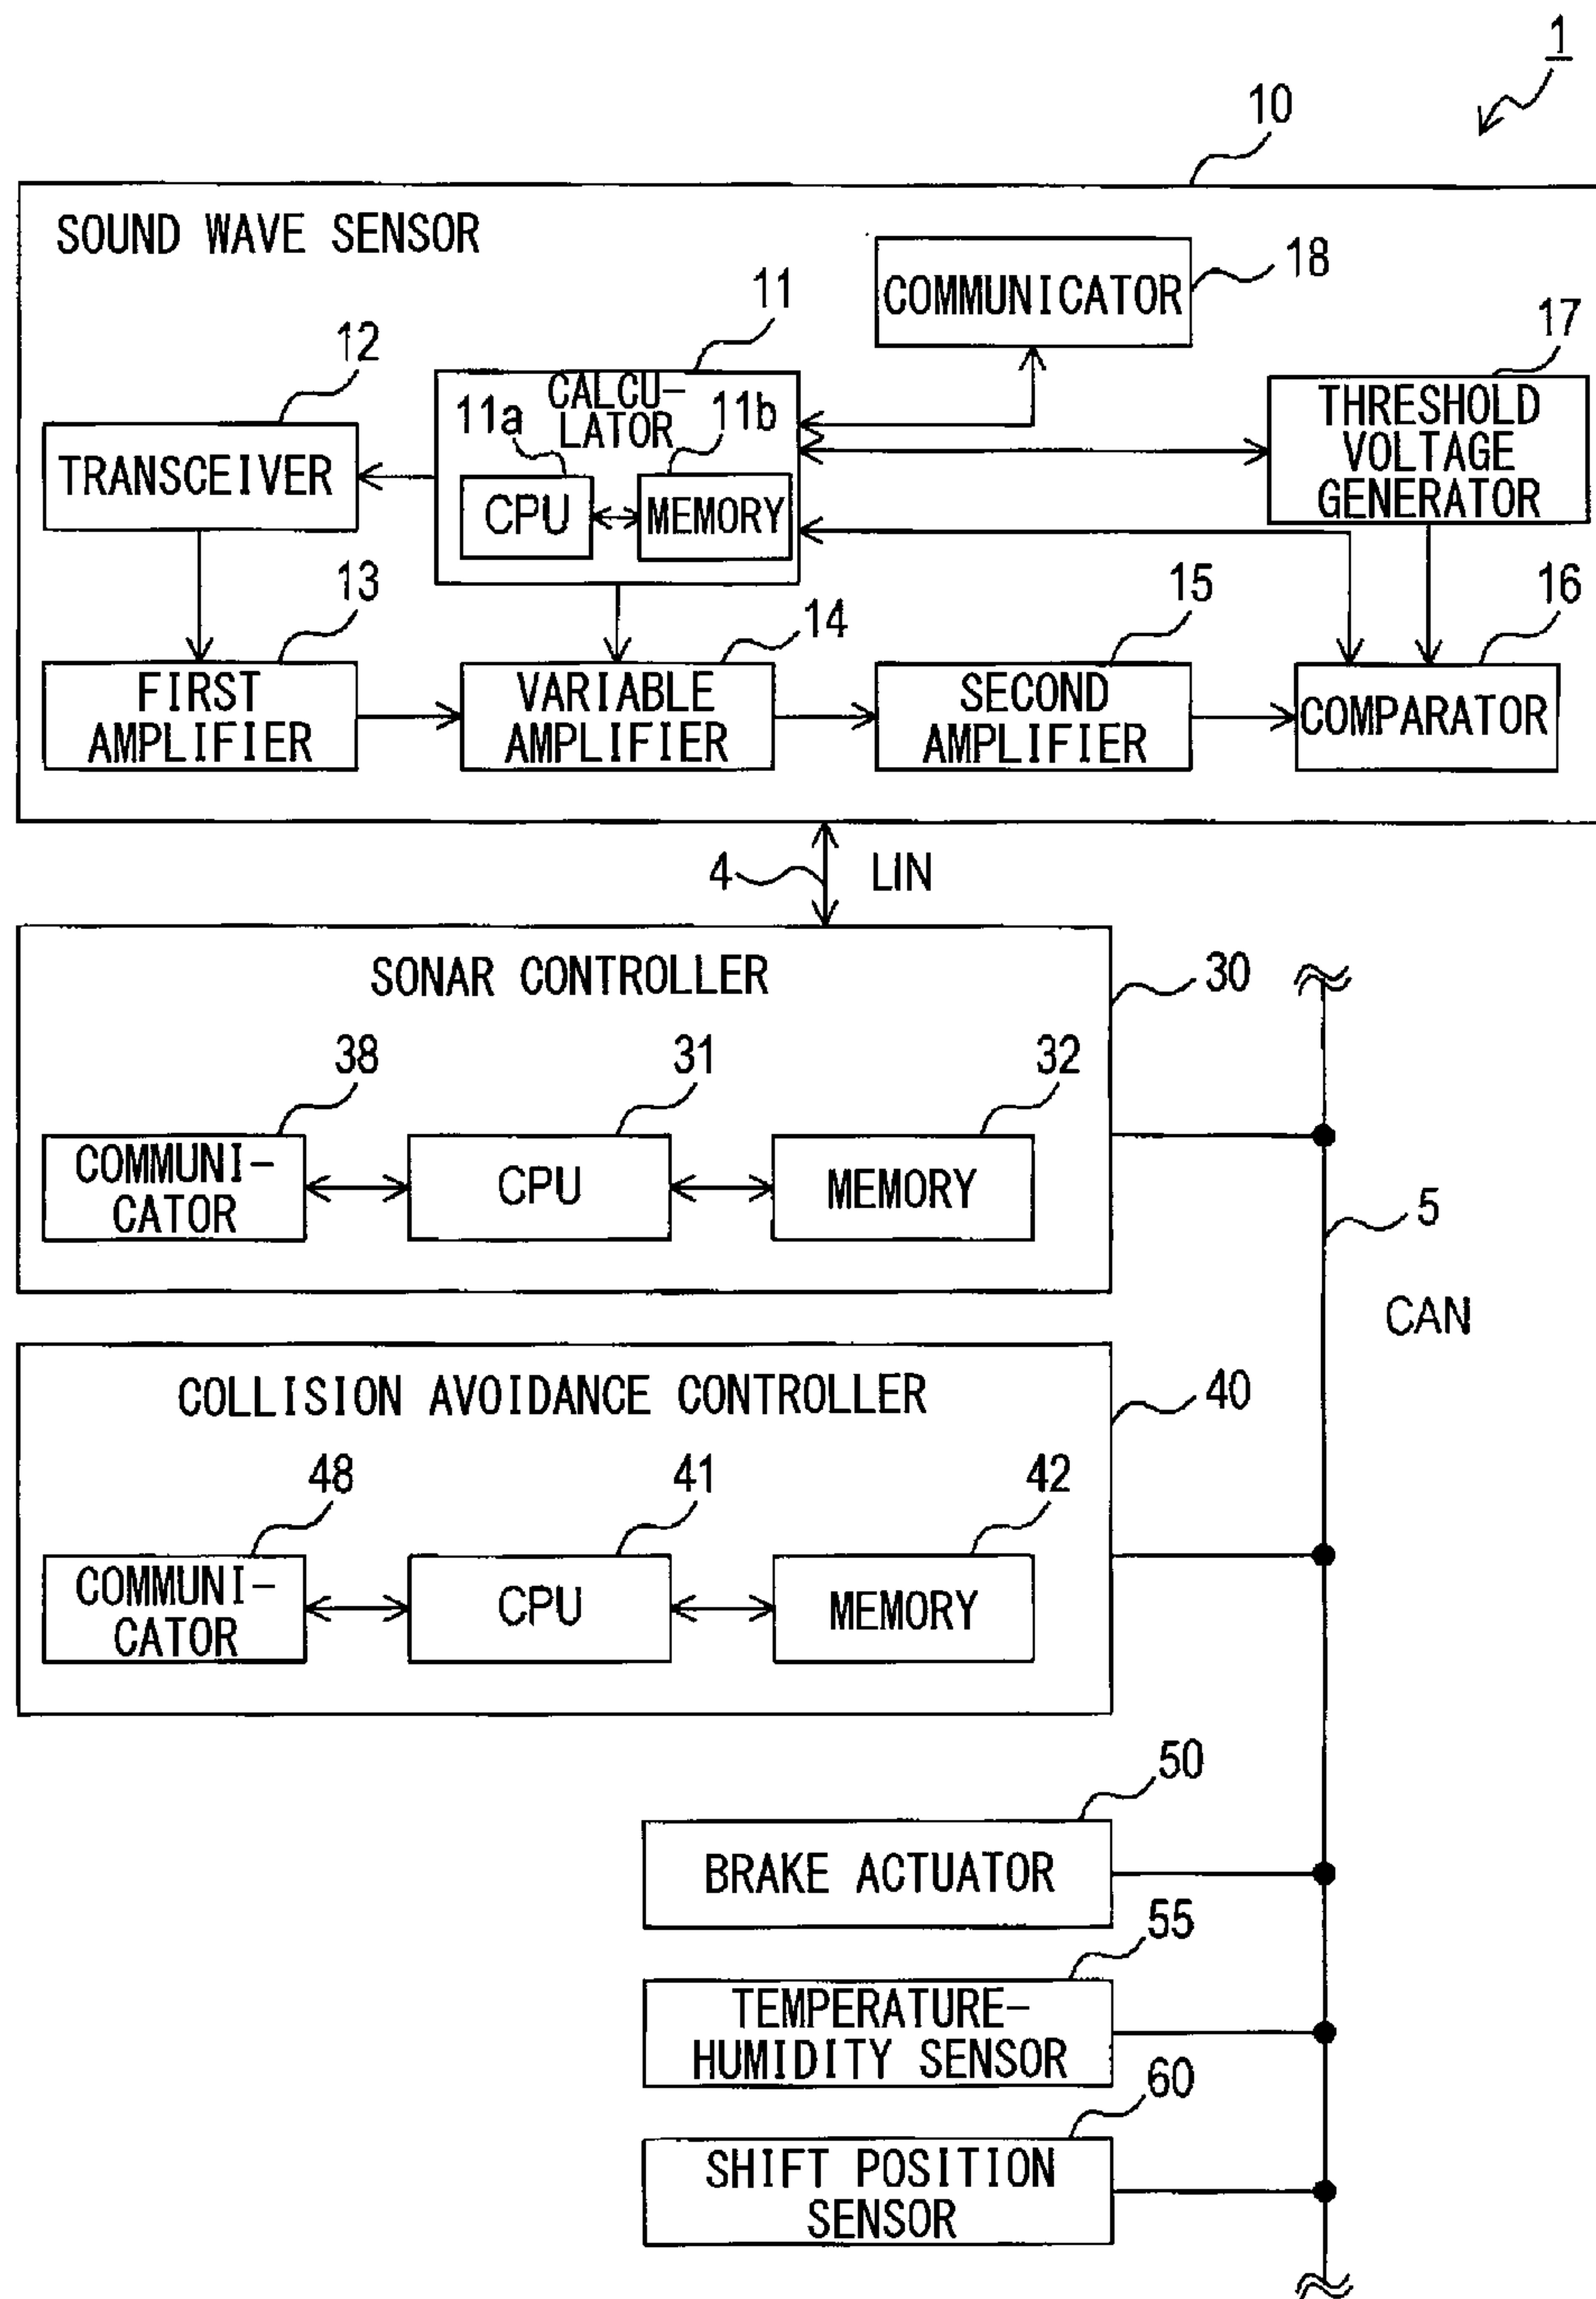 1
10
SOUND WAVE SENSOR
COMMUNICATOR
18
11
12
17
CALCU-
LATOR
11a
11b
CPU
MEMORY
TRANSCEIVER
THRESHOLD
VOLTAGE
GENERATOR
13
14
15
16
FIRST
AMPLIFIER
VARIABLE
AMPLIFIER
SECOND
AMPLIFIER
COMPARATOR
4
LIN
SONAR CONTROLLER
30
38
31
32
COMMUNI-
CATOR
CPU
MEMORY
5
CAN
COLLISION AVOIDANCE CONTROLLER
40
48
41
42
COMMUNI-
CATOR
CPU
MEMORY
50
BRAKE ACTUATOR
55
TEMPERATURE-
HUMIDITY SENSOR
60
SHIFT POSITION
SENSOR